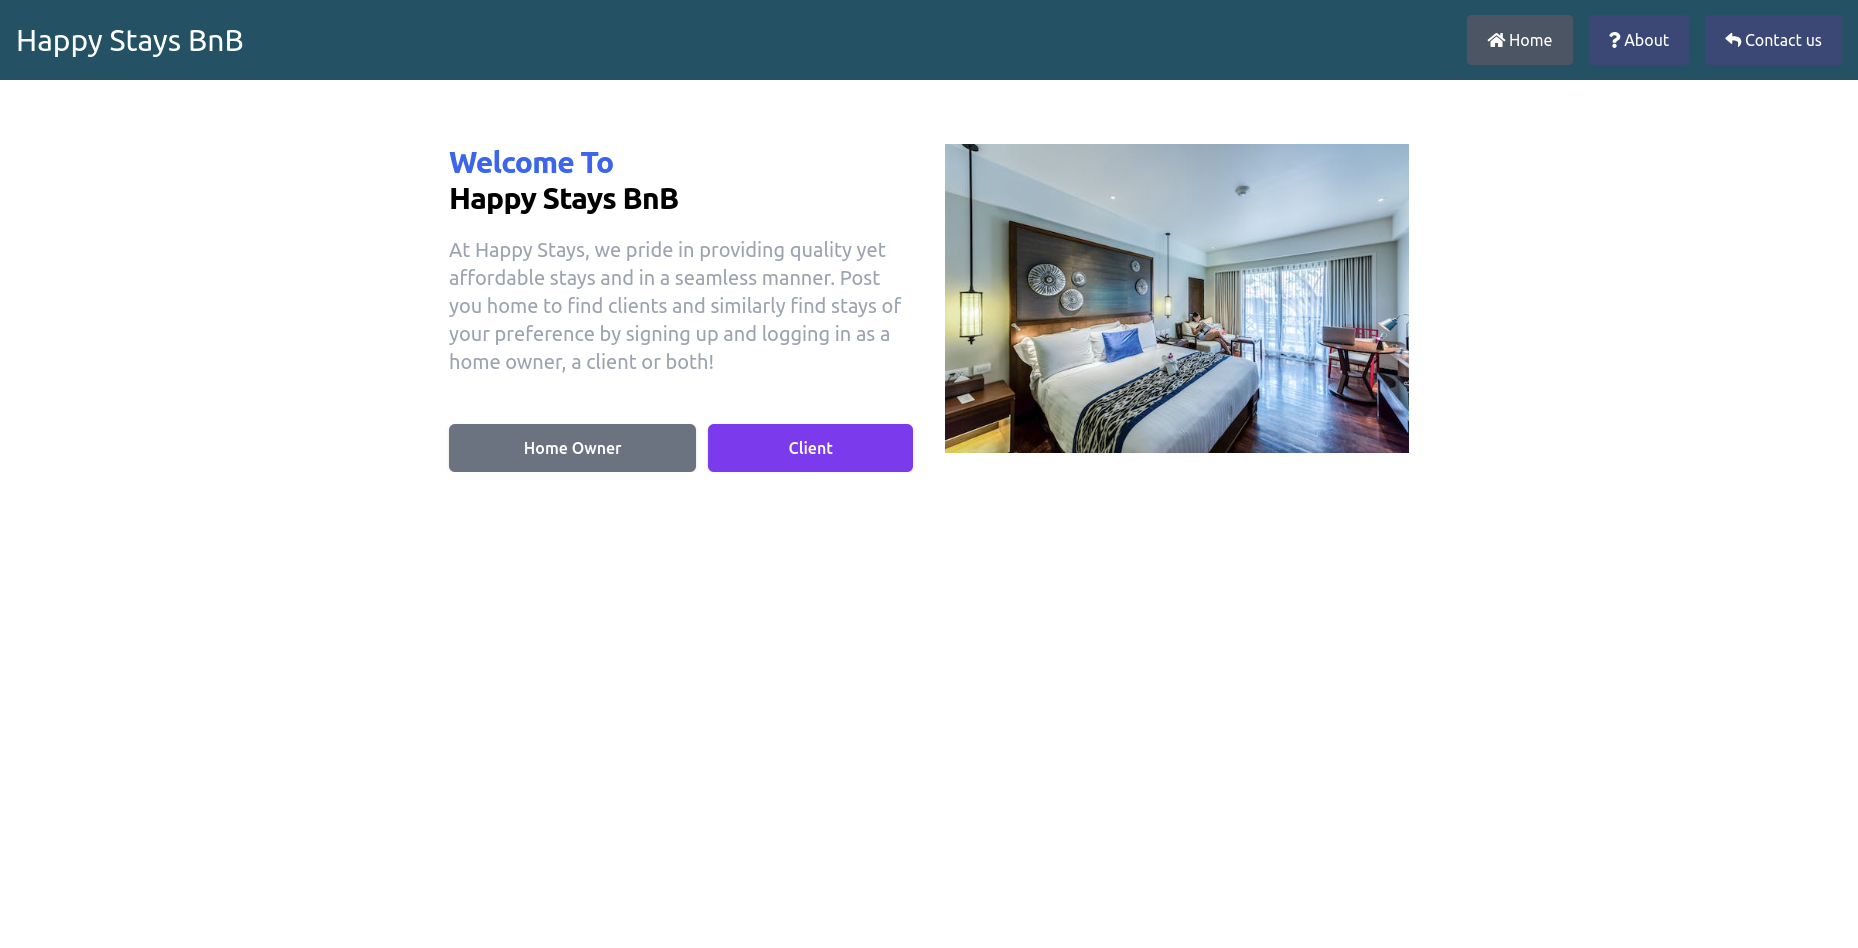 Happy Stays BnB
Home
About
Contact us
Welcome To
Happy Stays BnB
At Happy Stays, we pride in providing quality yet
affordable stays and in a seamless manner. Post
you home to find clients and similarly find stays of
your preference by signing up and logging in as a
home owner, a client or both!
Home Owner
Client